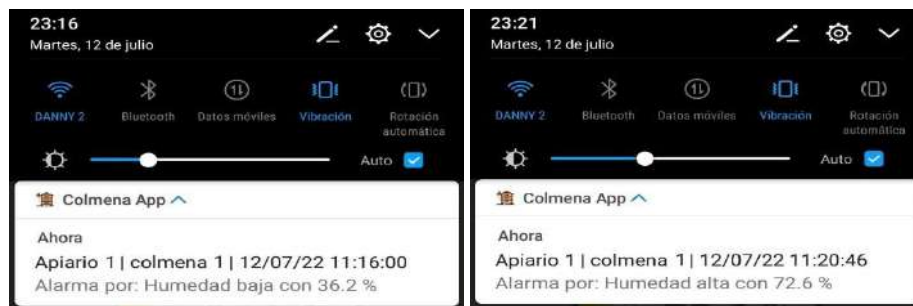 23:16
Martes, 12 de julio
DANNY 2 Bluetooth Datos móviles Vibración Rotación
automática
Auto
Colmena App
Ahora
Apiario 1 | colmena 1 | 12/07/22 11:16:00
Alarma por: Humedad baja con 36.2 %
23:21
Martes, 12 de julio
DANNY 2 Bluetooth Datos móviles Vibración Rotación
automática
Auto
Colmena App
Ahora
Apiario 1 | colmena 1 | 12/07/22 11:20:46
Alarma por: Humedad alta con 72.6 %